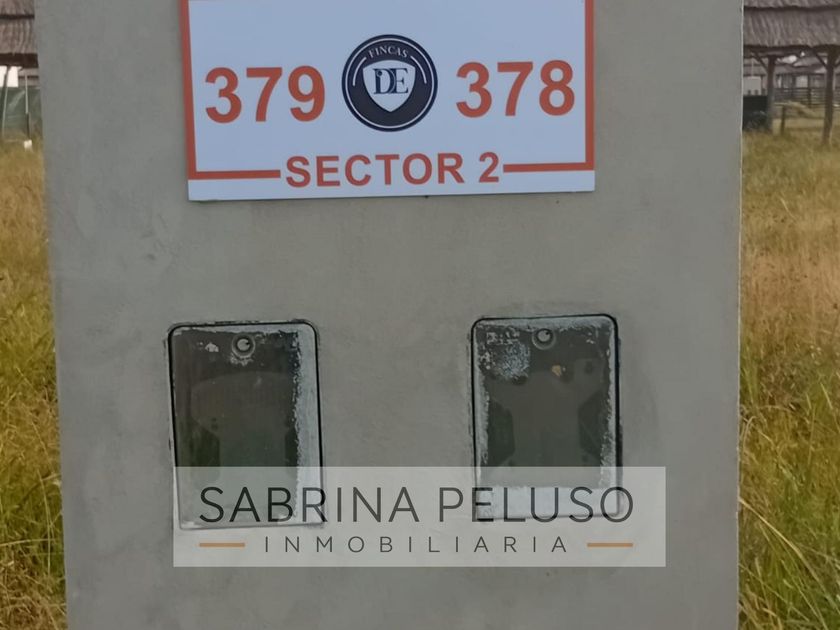 379 FINCAS DE 378
SECTOR 2
SABRINA PELUSO
INMOBILIARIA